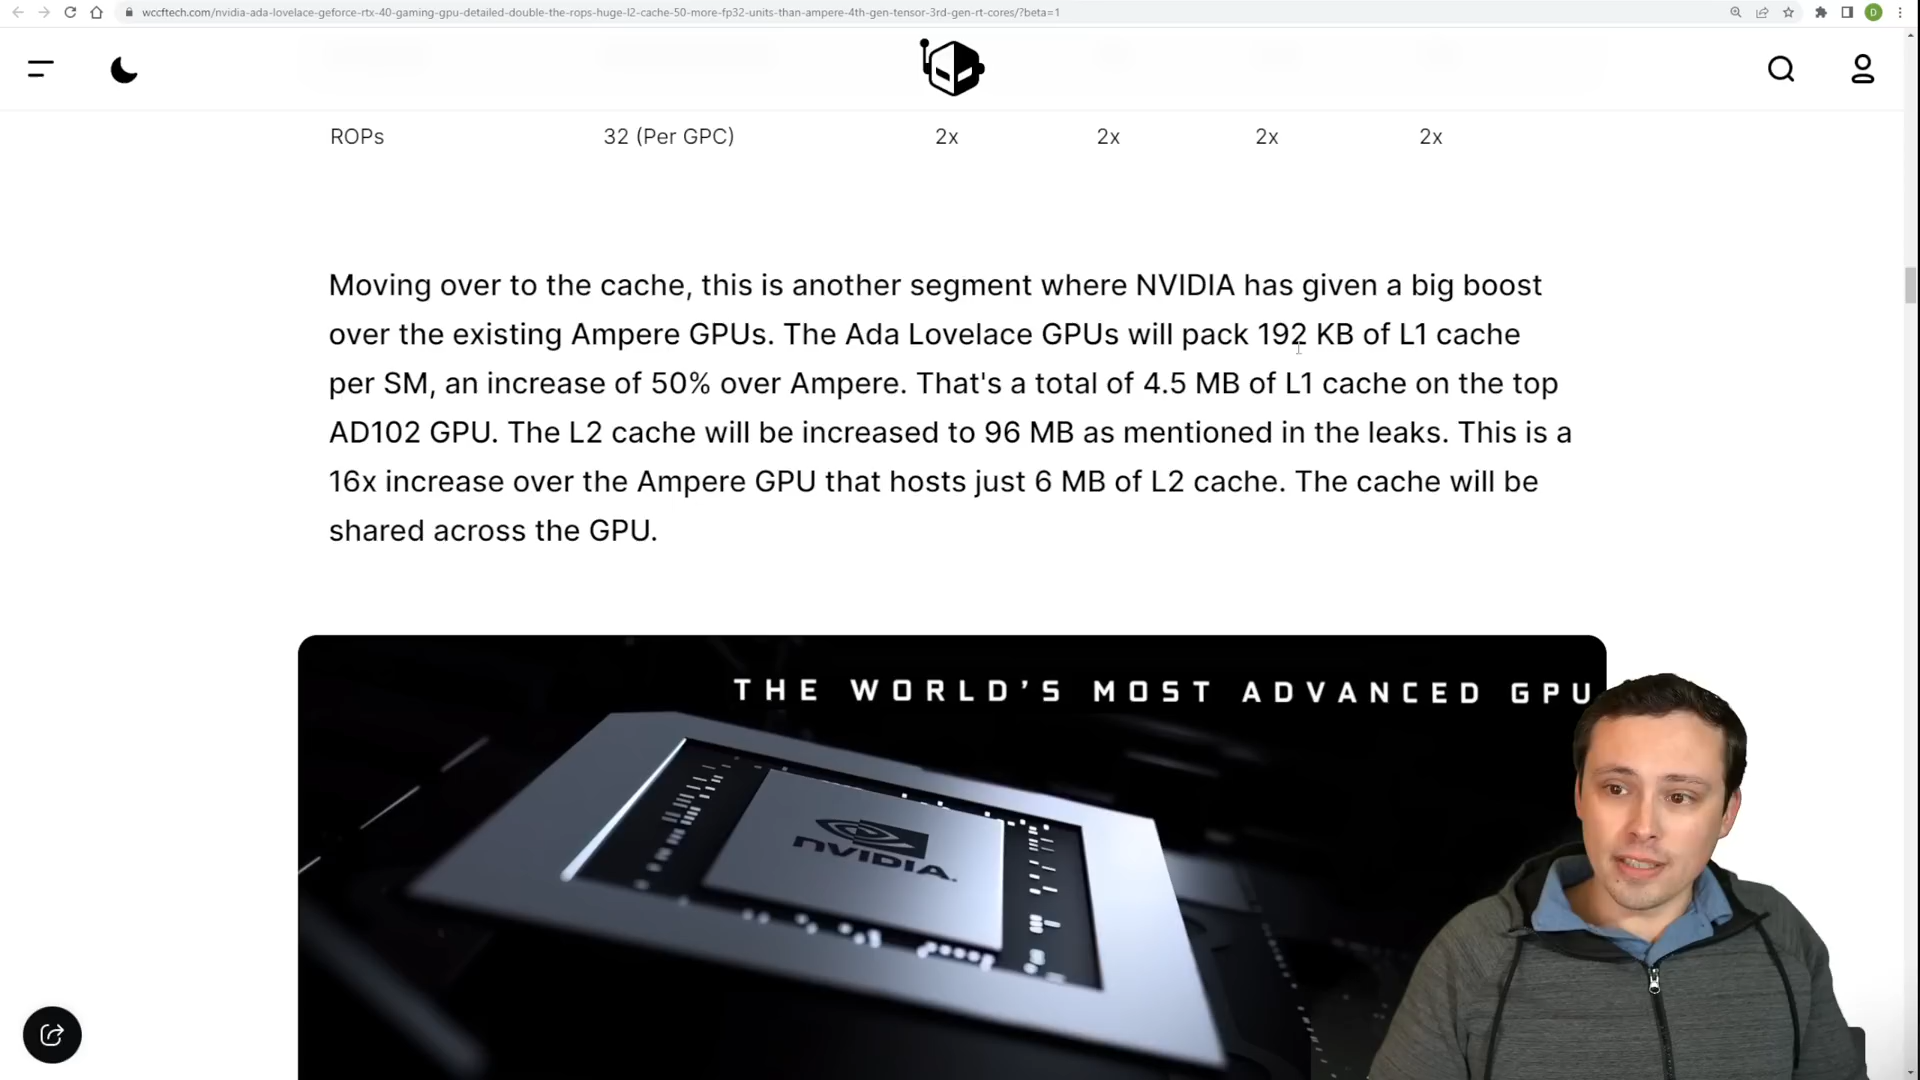 wccftech.com/nvidia-ada-lovelace-geforce-rtx-40-gaming-gpu-detailed-double-the-rops-huge-l2-cache-50-more-fp32-units-than-ampere-4th-gen-tensor-3rd-gen-rt-cores/?beta=1
D
ROPs 32 (Per GPC) 2x 2x 2x 2x
Moving over to the cache, this is another segment where NVIDIA has given a big boost
over the existing Ampere GPUs. The Ada Lovelace GPUs will pack 192 KB of L1 cache
per SM, an increase of 50% over Ampere. That's a total of 4.5 MB of L1 cache on the top
AD102 GPU. The L2 cache will be increased to 96 MB as mentioned in the leaks. This is a
16x increase over the Ampere GPU that hosts just 6 MB of L2 cache. The cache will be
shared across the GPU.
THE WORLD'S MOST ADVANCED GPU
NVIDIA.